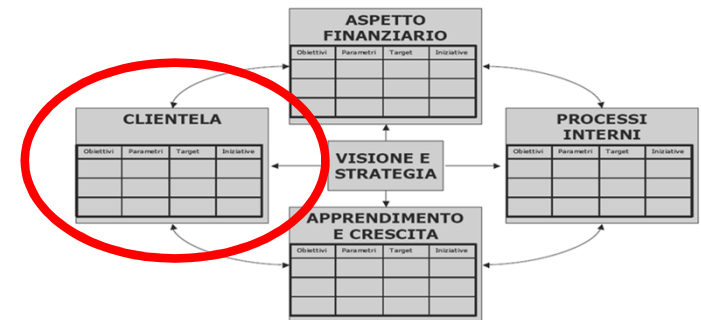 ASPETTO
FINANZIARIO
Obiettivi Parametri Target Iniziative
CLIENTELA
Obiettivi Parametri Target Iniziative
VISIONE E
STRATEGIA
PROCESSI
INTERNI
Obiettivi Parametri Target Iniziative
APPRENDIMENTO
E CRESCITA
Obiettivi Parametri Target Iniziative